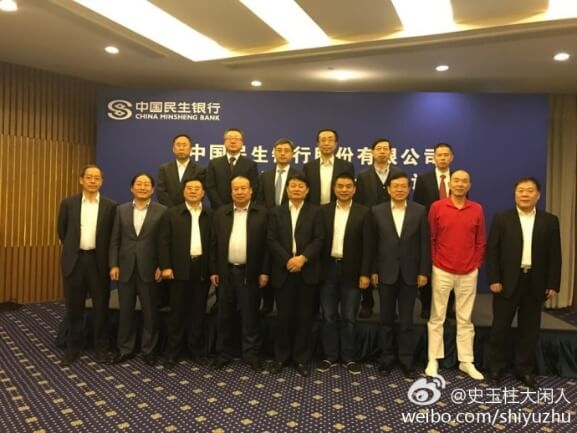 中国民生银行
CHINA MINSHENG BANK
中国民生银行股份有限公司
@史玉柱大闲人
weibo.com/shiyuzhu